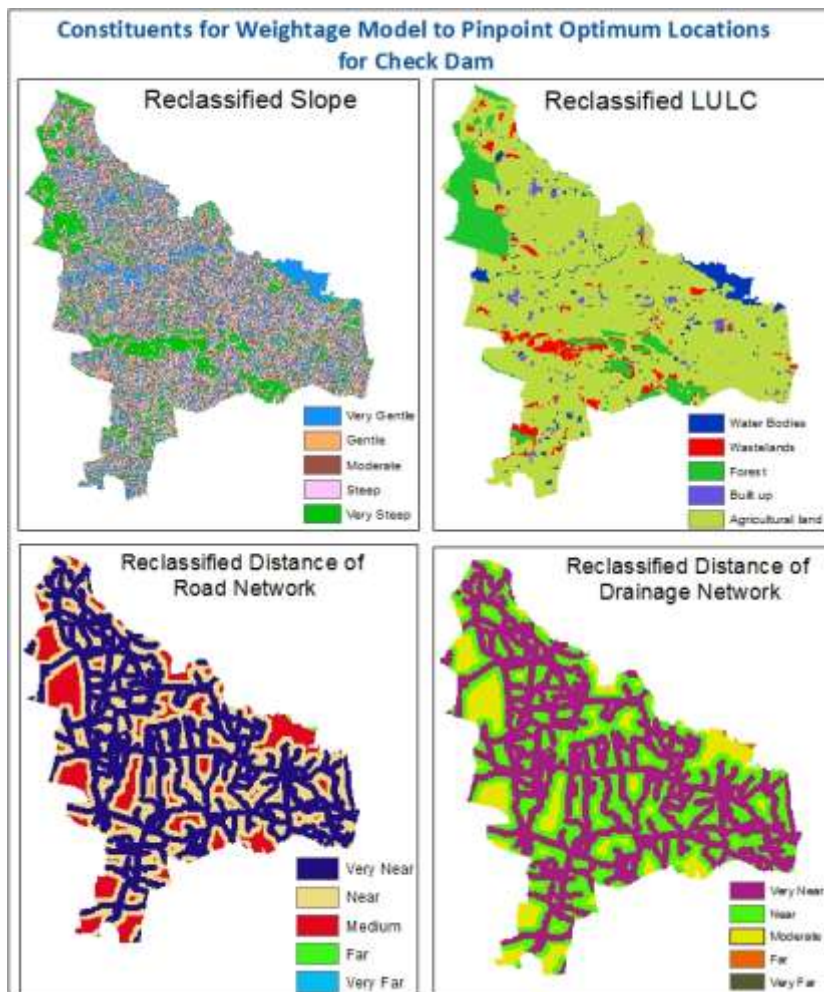 Constituents for Weightage Model to Pinpoint Optimum Locations
for Check Dam
Reclassified Slope
Very Gentle
Gentle
Moderate
Steep
Very Steep
Reclassified LULC
Water Bodies
Wastelands
Forest
Built up
Agricultural land
Reclassified Distance of
Road Network
Very Near
Near
Medium
Far
Very Far
Reclassified Distance of
Drainage Network
Very Near
Near
Moderate
Far
Very Far